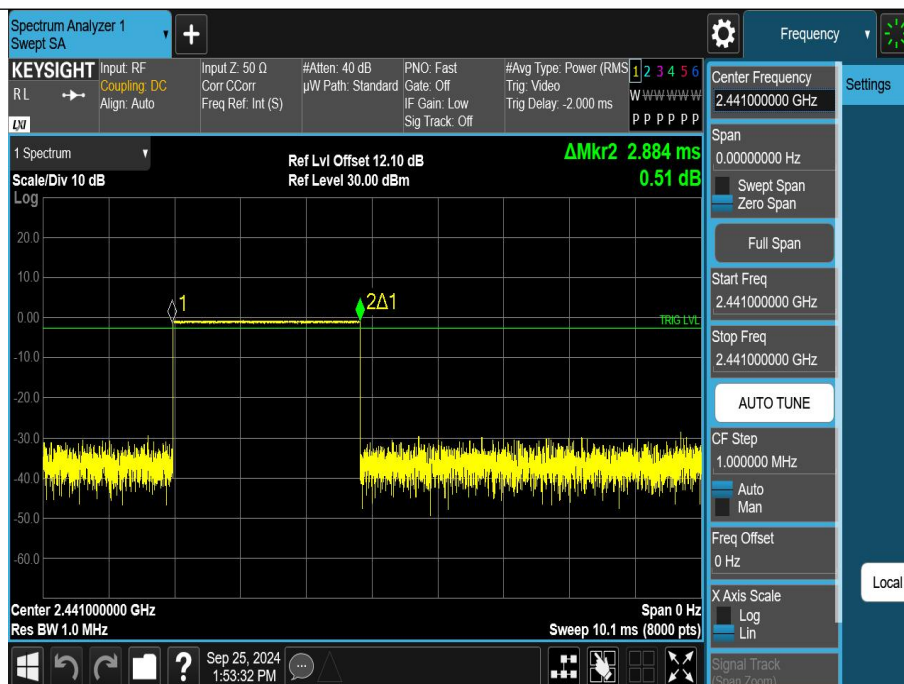 Spectrum Analyzer 1
Swept SA
Frequency
KEYSIGHT
R L
LXI
Input: RF
Coupling: DC
Align: Auto
Input Z: 50 Ω
Corr CCorr
Freq Ref: Int (S)
#Atten: 40 dB
µW Path: Standard
PNO: Fast
Gate: Off
IF Gain: Low
Sig Track: Off
#Avg Type: Power (RMS
Trig: Video
Trig Delay: -2.000 ms
1 2 3 4 5 6
W W W W W W
P P P P P P
1 Spectrum
Scale/Div 10 dB
Log
Ref Lvl Offset 12.10 dB
Ref Level 30.00 dBm
ΔMkr2 2.884 ms
0.51 dB
20.0
10.0
0.00
-10.0
-20.0
-30.0
-40.0
-50.0
-60.0
1
2Δ1
TRIG LVL
Center 2.441000000 GHz
Res BW 1.0 MHz
Span 0 Hz
Sweep 10.1 ms (8000 pts)
Center Frequency
2.441000000 GHz
Span
0.00000000 Hz
Swept Span
Zero Span
Full Span
Start Freq
2.441000000 GHz
Stop Freq
2.441000000 GHz
AUTO TUNE
CF Step
1.000000 MHz
Auto
Man
Freq Offset
0 Hz
X Axis Scale
Log
Lin
Signal Track
(Span Zoom)
Settings
Local
?
Sep 25, 2024
1:53:32 PM